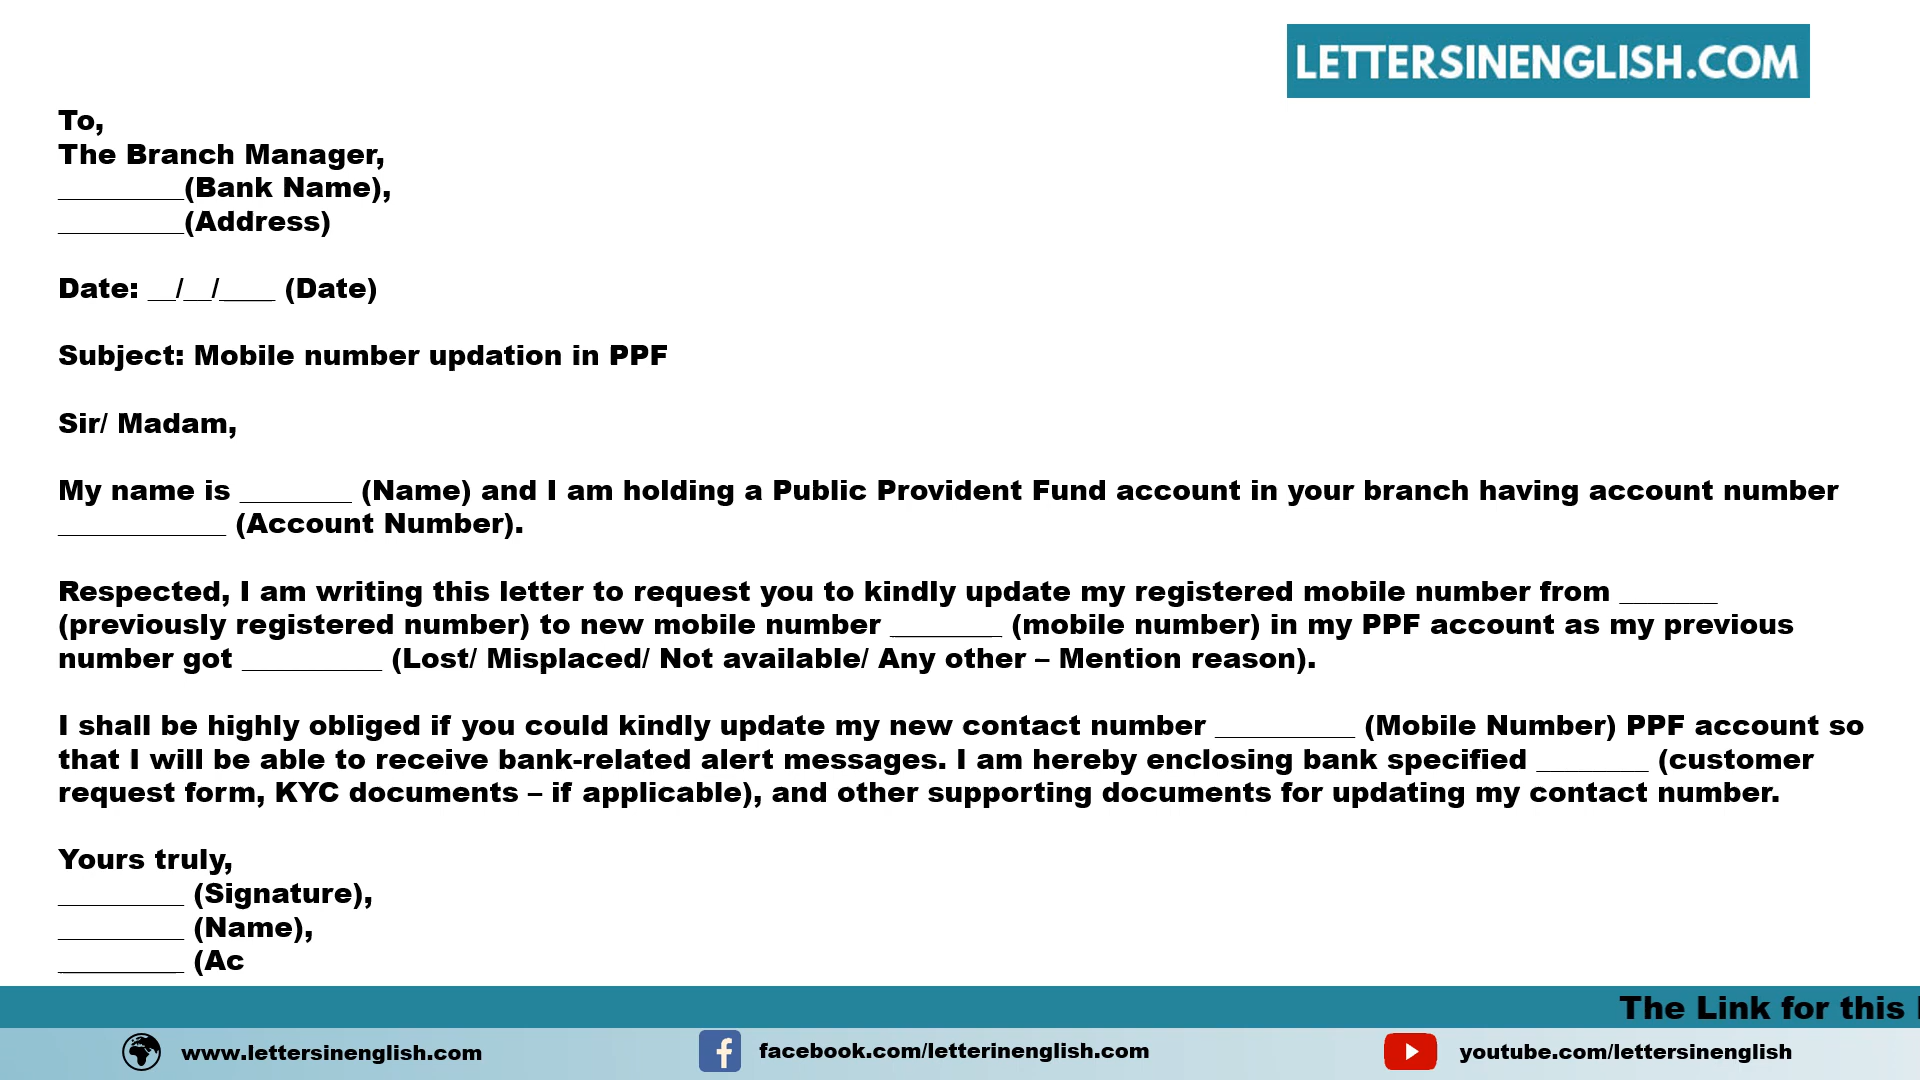 LETTERSINENGLISH.COM
To,
The Branch Manager,
_________(Bank Name),
_________(Address)
Date: __/__/____ (Date)
Subject: Mobile number updation in PPF
Sir/ Madam,
My name is ________ (Name) and I am holding a Public Provident Fund account in your branch having account number
____________ (Account Number).
Respected, I am writing this letter to request you to kindly update my registered mobile number from _______
(previously registered number) to new mobile number ________ (mobile number) in my PPF account as my previous
number got __________ (Lost/ Misplaced/ Not available/ Any other – Mention reason).
I shall be highly obliged if you could kindly update my new contact number __________ (Mobile Number) PPF account so
that I will be able to receive bank-related alert messages. I am hereby enclosing bank specified ________ (customer
request form, KYC documents – if applicable), and other supporting documents for updating my contact number.
Yours truly,
_________ (Signature),
_________ (Name),
_________ (Ac
The Link for this
www.lettersinenglish.com
facebook.com/letterinenglish.com
youtube.com/lettersinenglish